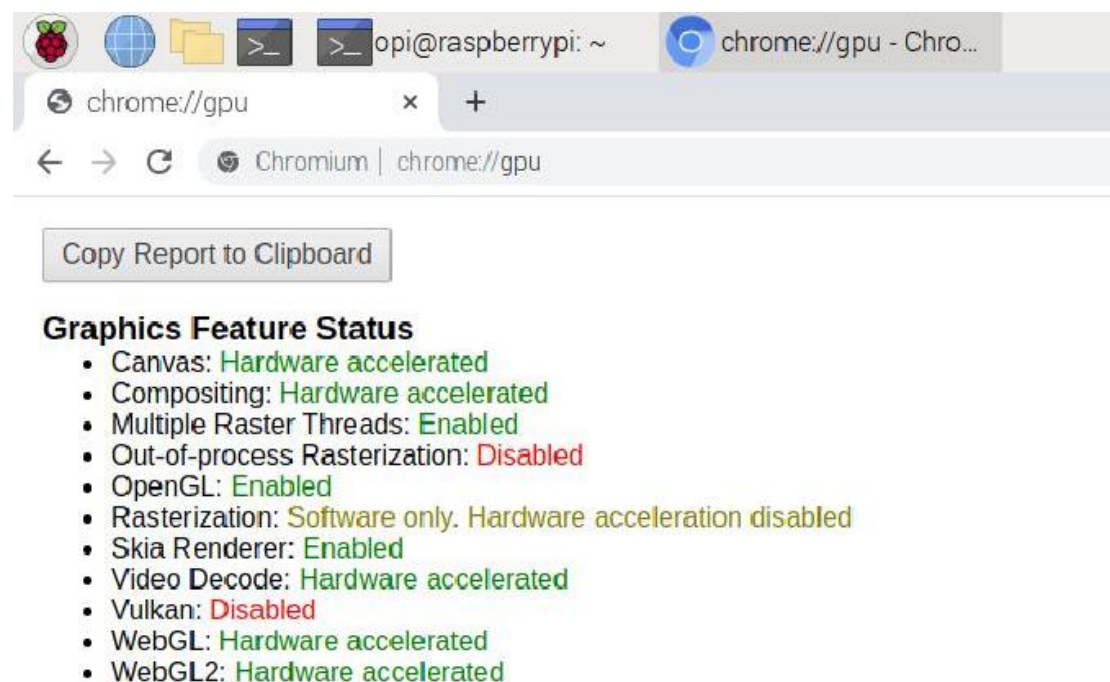 opi@raspberrypi: ~ chrome://gpu - Chro...
chrome://gpu × +
Chromium | chrome://gpu
Copy Report to Clipboard
Graphics Feature Status
• Canvas: Hardware accelerated
• Compositing: Hardware accelerated
• Multiple Raster Threads: Enabled
• Out-of-process Rasterization: Disabled
• OpenGL: Enabled
• Rasterization: Software only. Hardware acceleration disabled
• Skia Renderer: Enabled
• Video Decode: Hardware accelerated
• Vulkan: Disabled
• WebGL: Hardware accelerated
• WebGL2: Hardware accelerated